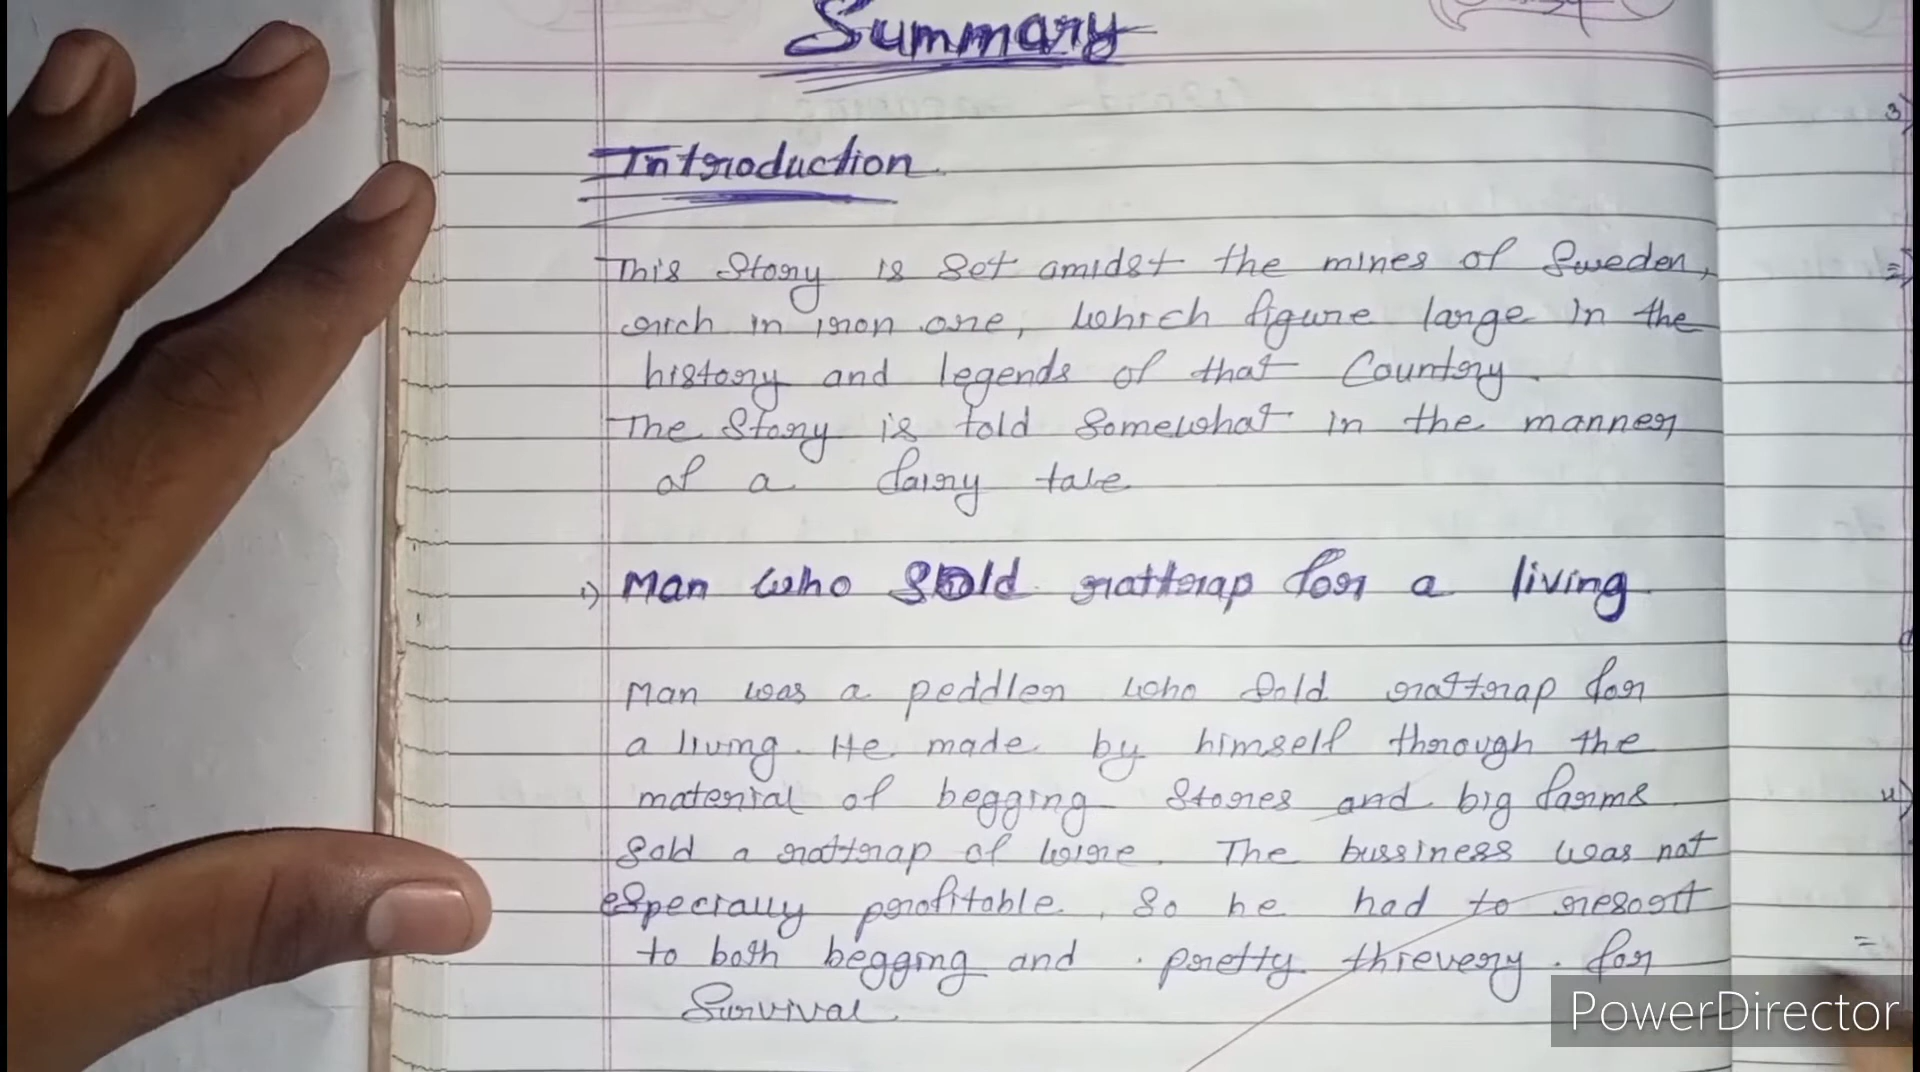 Summary
Introduction
This Story is set amidst the mines of Sweden,
rich in iron ore, which figure large in the
history and legends of that Country.
The Story is told Somewhat in the manner
of a fairy tale
1) Man who Sold rattrap for a living
Man was a peddler who Sold rattrap for
a living. He made by himself through the
material of begging Stores and big farms
Sold a rattrap of wire. The bussiness was not
especially profitable. So he had to resort
to both begging and pretty thievery. for
Survival.
3)
=)
4)
=
PowerDirector